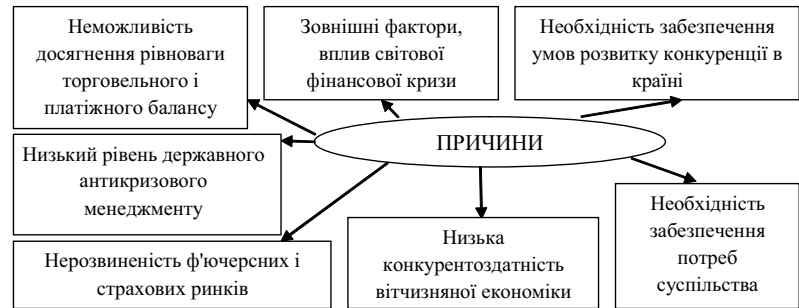 Неможливість
досягнення рівноваги
торговельного і
платіжного балансу
Зовнішні фактори,
вплив світової
фінансової кризи
Необхідність забезпечення
умов розвитку конкуренції в
країні
ПРИЧИНИ
Низький рівень державного
антикризового
менеджменту
Необхідність
забезпечення
потреб
суспільства
Нерозвиненість ф'ючерсних і
страхових ринків
Низька
конкурентоздатність
вітчизняної економіки